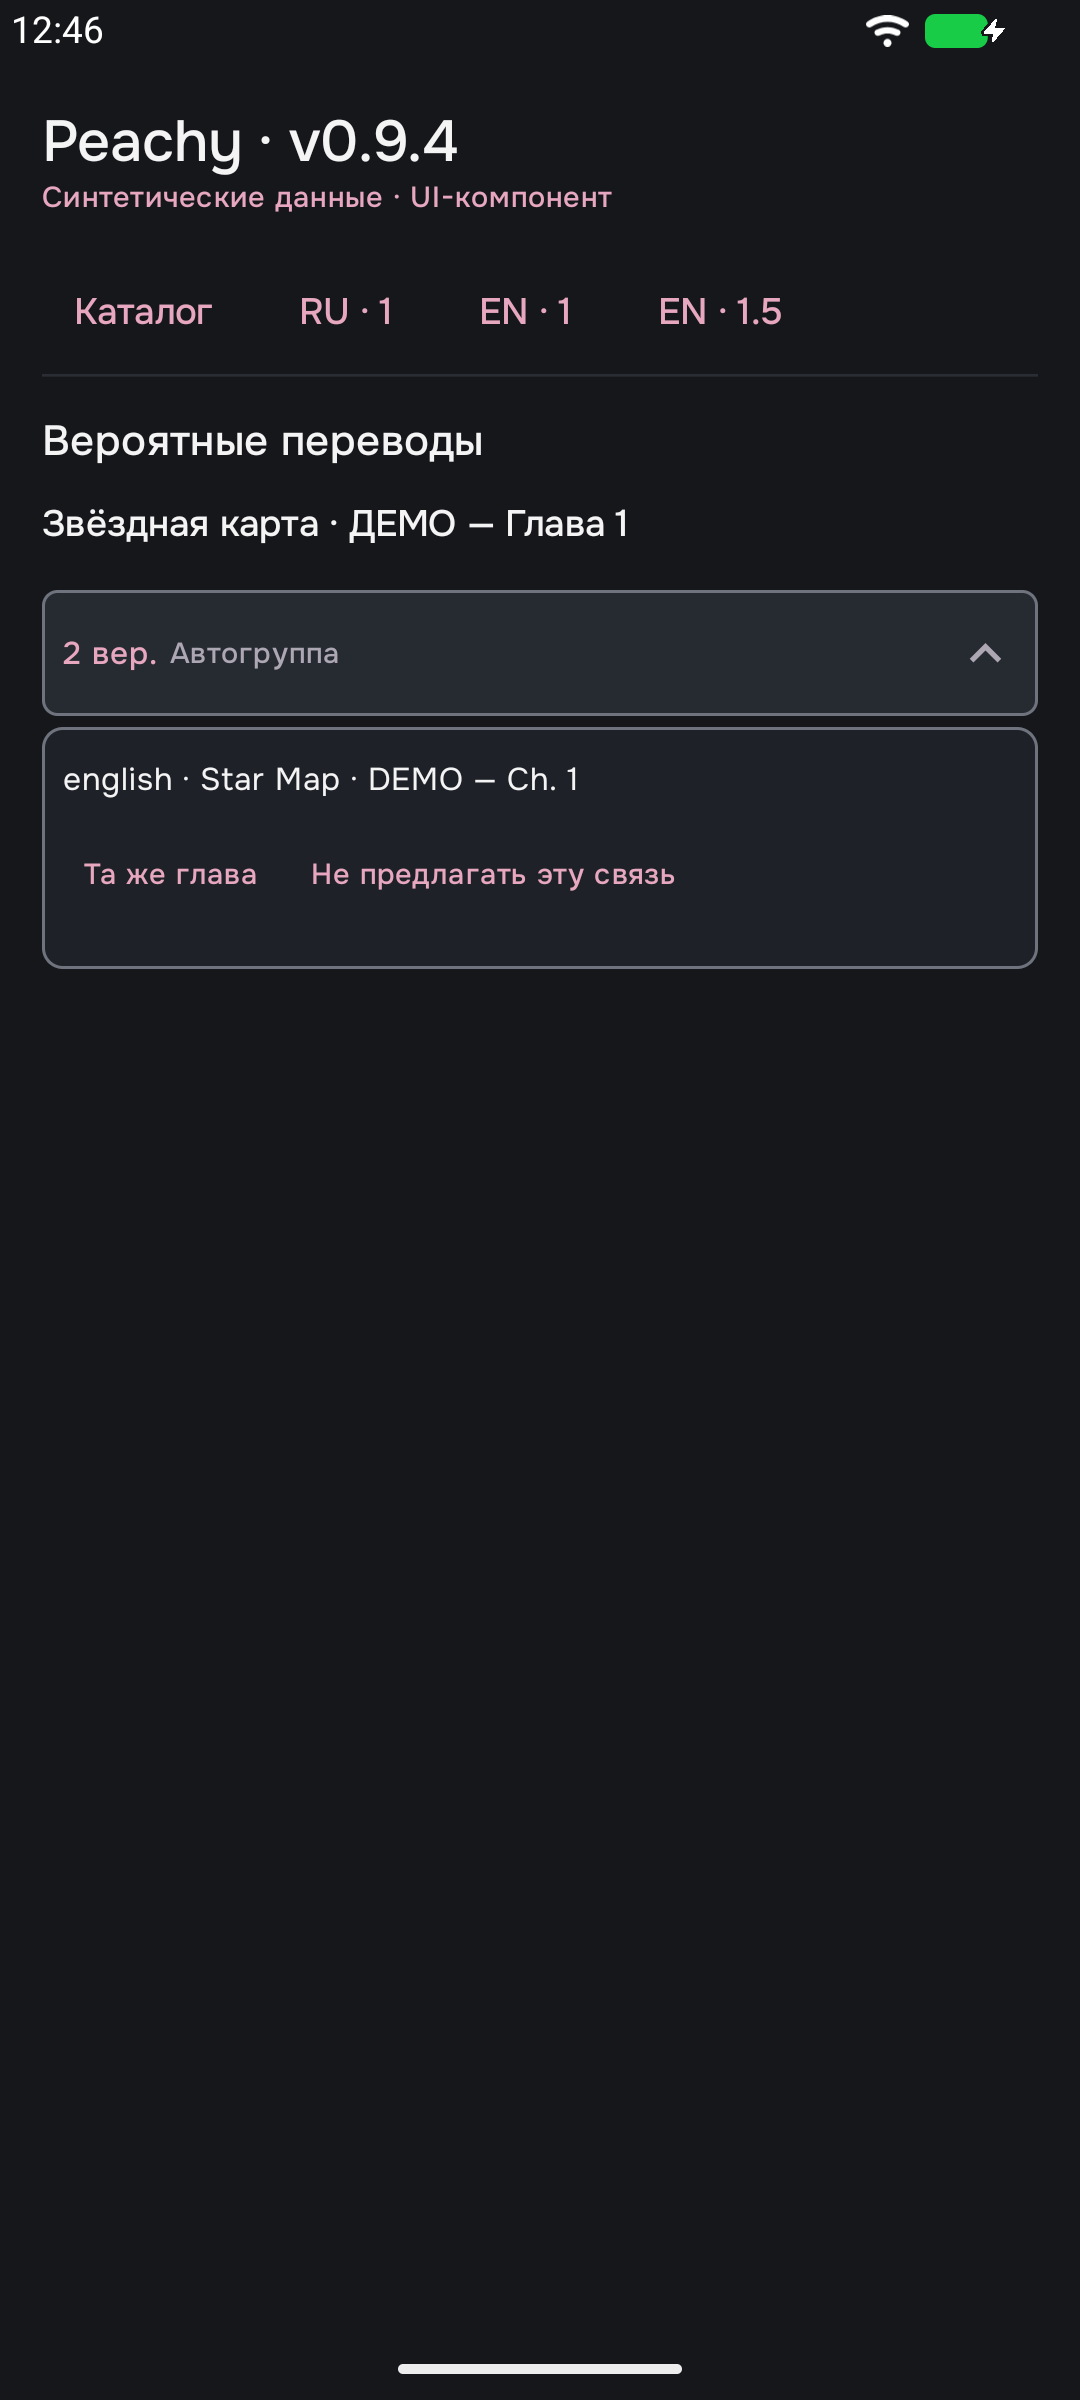 12:46
Peachy · v0.9.4
Синтетические данные · UI-компонент
Каталог RU · 1 EN · 1 EN · 1.5
Вероятные переводы
Звёздная карта · ДЕМО — Глава 1
2 вер. Автогруппа
english · Star Map · DEMO — Ch. 1
Та же глава Не предлагать эту связь